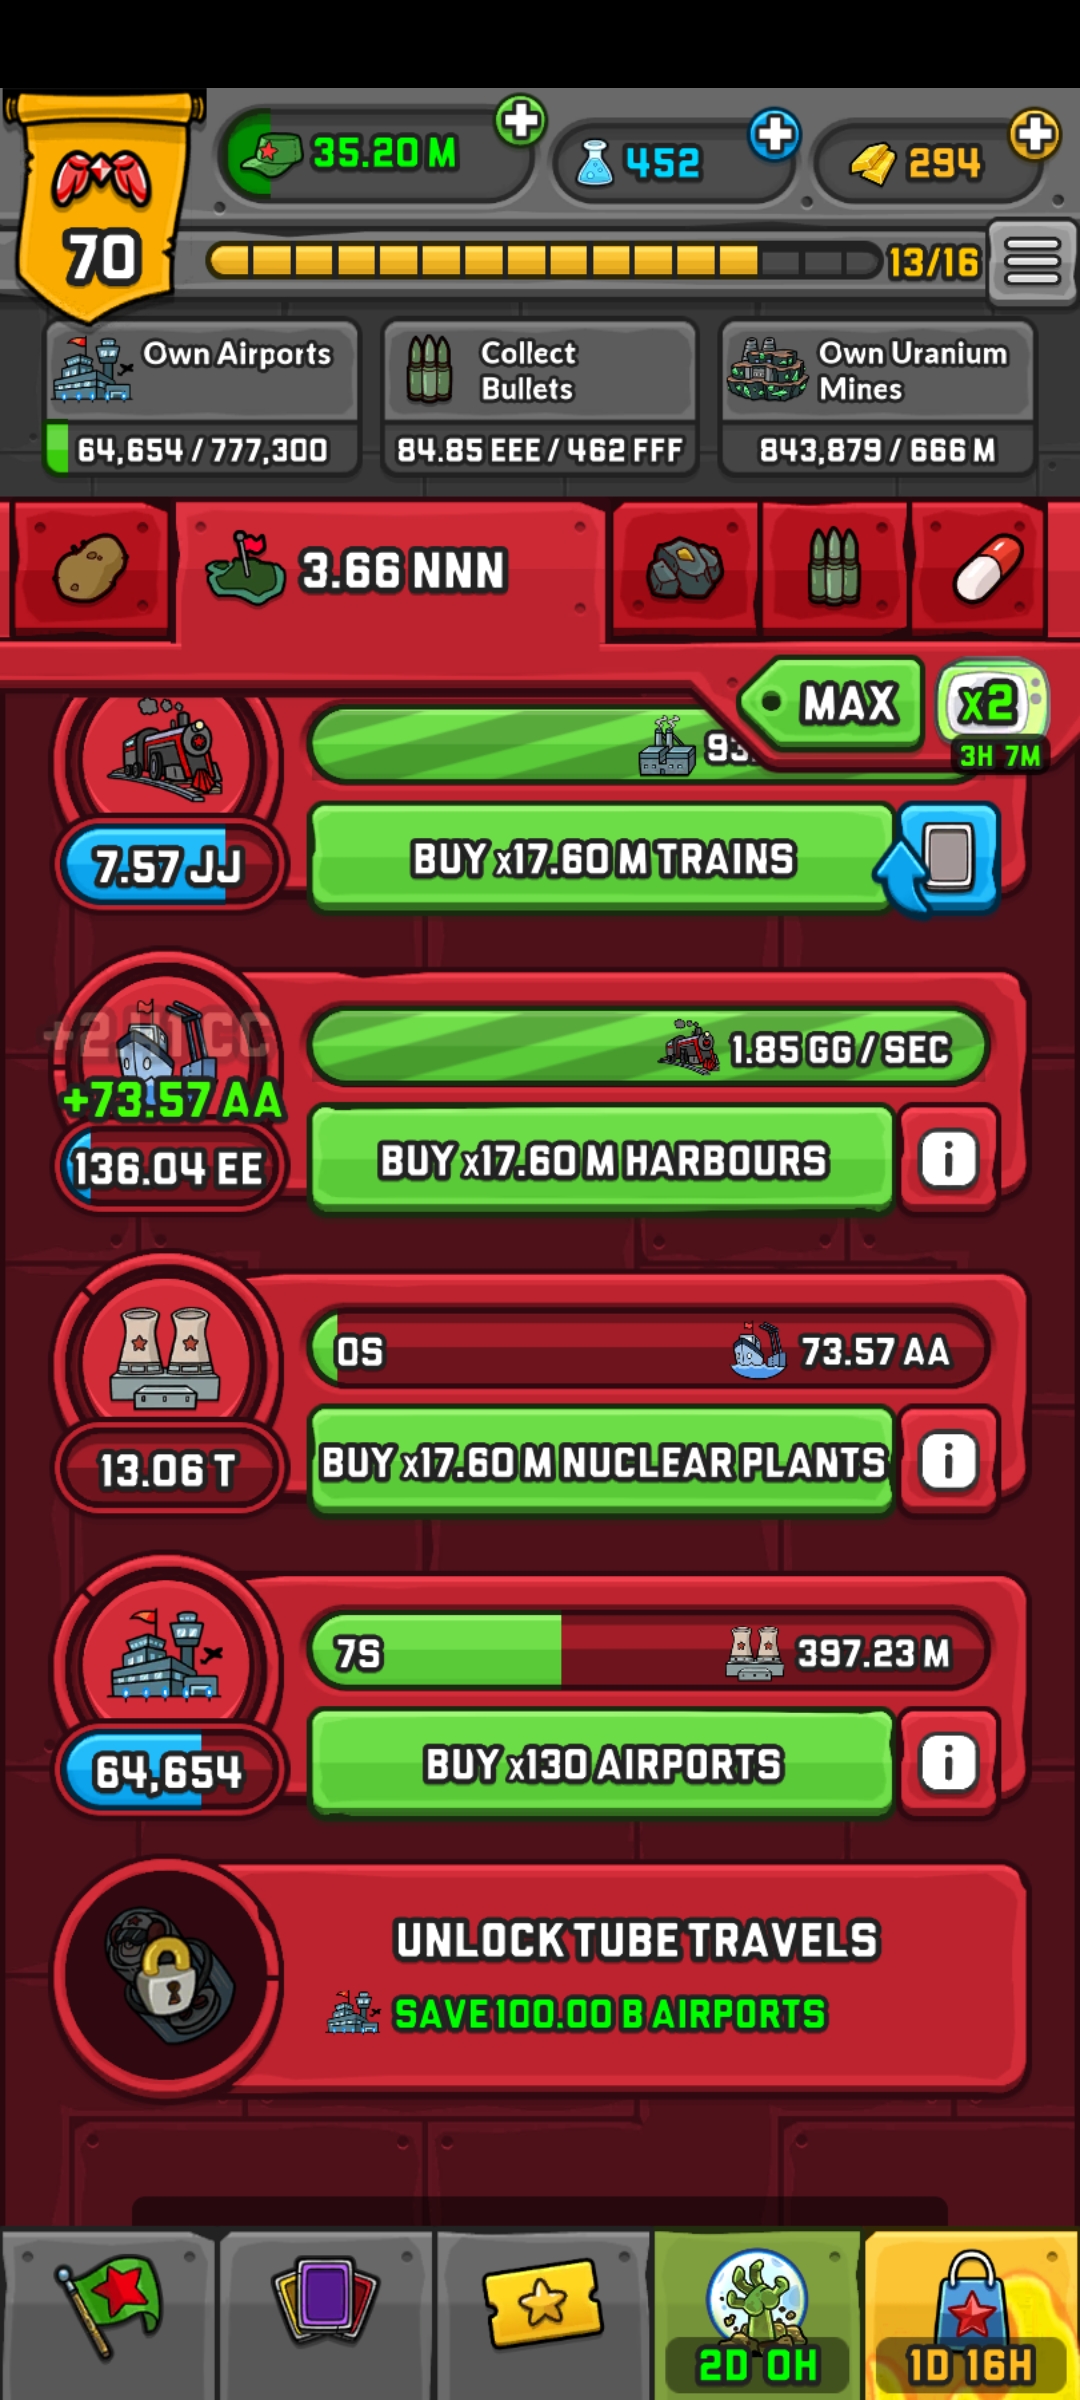 35.20 M
452
294
70
13/16
Own Airports
64,654 / 777,300
Collect
Bullets
84.85 EEE / 462 FFF
Own Uranium
Mines
843,879 / 666 M
3.66 NNN
MAX
x2
3H 7M
93.
7.57 JJ
BUY x17.60 M TRAINS
+73.57 AA
1.85 GG / SEC
136.04 EE
BUY x17.60 M HARBOURS
i
0S
73.57 AA
13.06 T
BUY x17.60 M NUCLEAR PLANTS
i
7S
397.23 M
64,654
BUY x130 AIRPORTS
i
UNLOCK TUBE TRAVELS
SAVE 100.00 B AIRPORTS
2D 0H
1D 16H